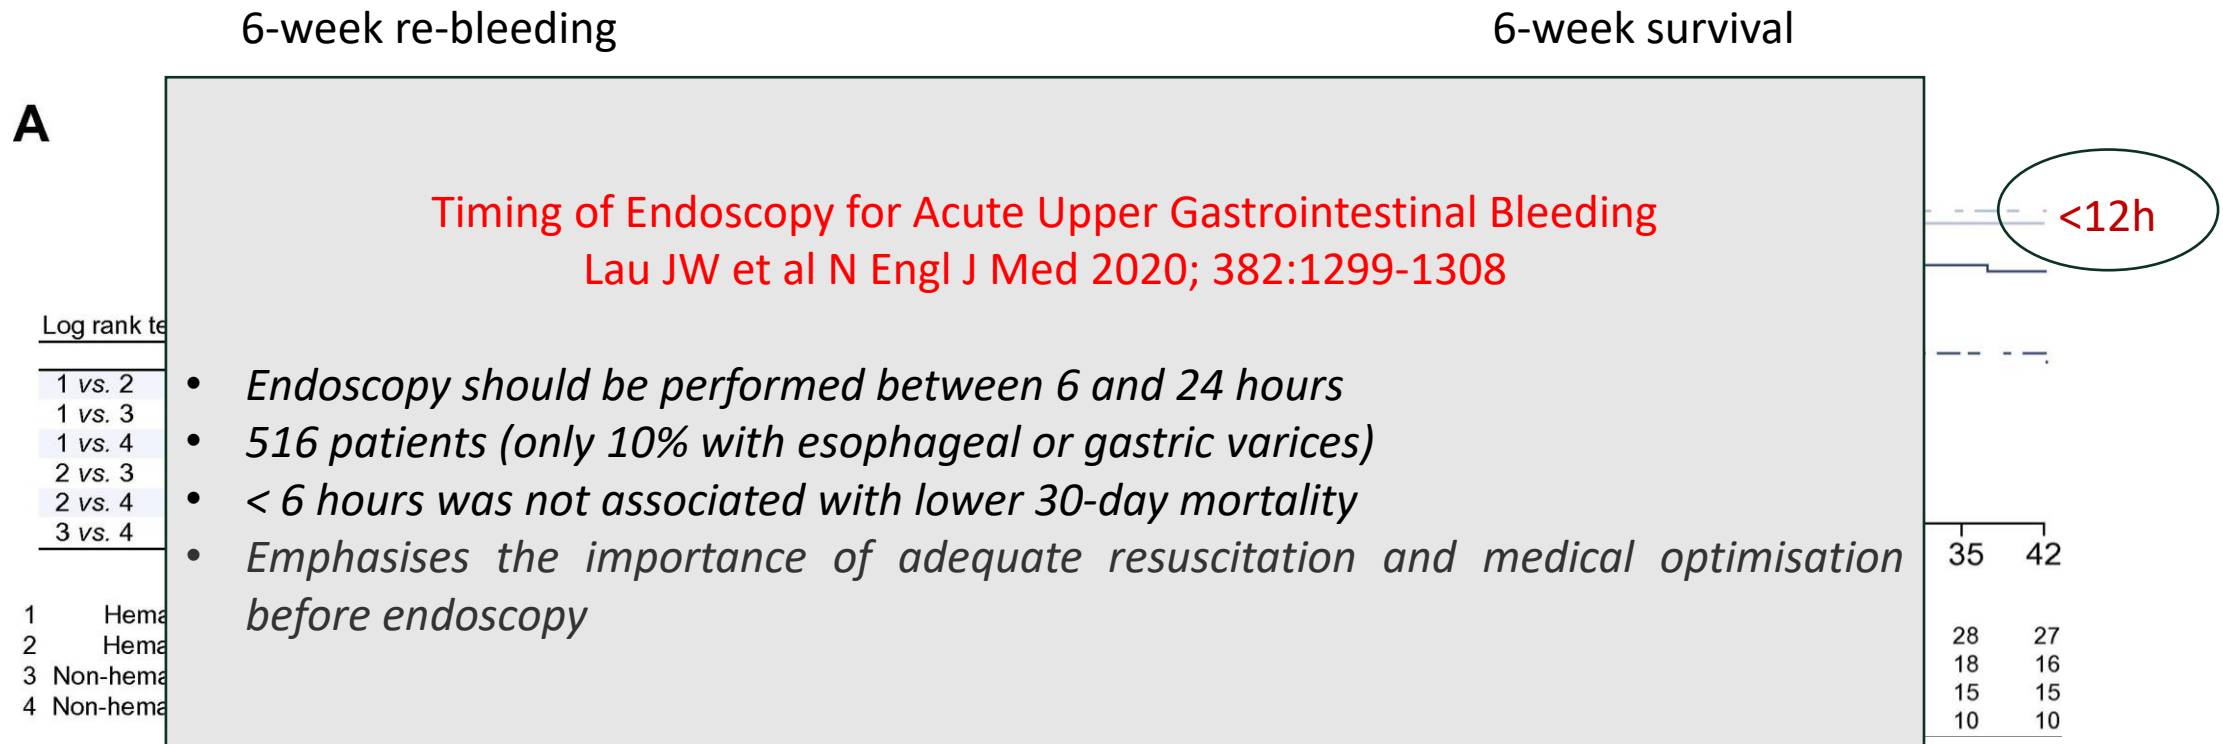 6-week re-bleeding 6-week survival
A
Timing of Endoscopy for Acute Upper Gastrointestinal Bleeding
Lau JW et al N Engl J Med 2020; 382:1299-1308
<12h
Log rank te
1 vs. 2
1 vs. 3
1 vs. 4
2 vs. 3
2 vs. 4
3 vs. 4
• Endoscopy should be performed between 6 and 24 hours
• 516 patients (only 10% with esophageal or gastric varices)
• < 6 hours was not associated with lower 30-day mortality
• Emphasises the importance of adequate resuscitation and medical optimisation
before endoscopy
35 42
1 Hema
2 Hema
3 Non-hema
4 Non-hema
28 27
18 16
15 15
10 10